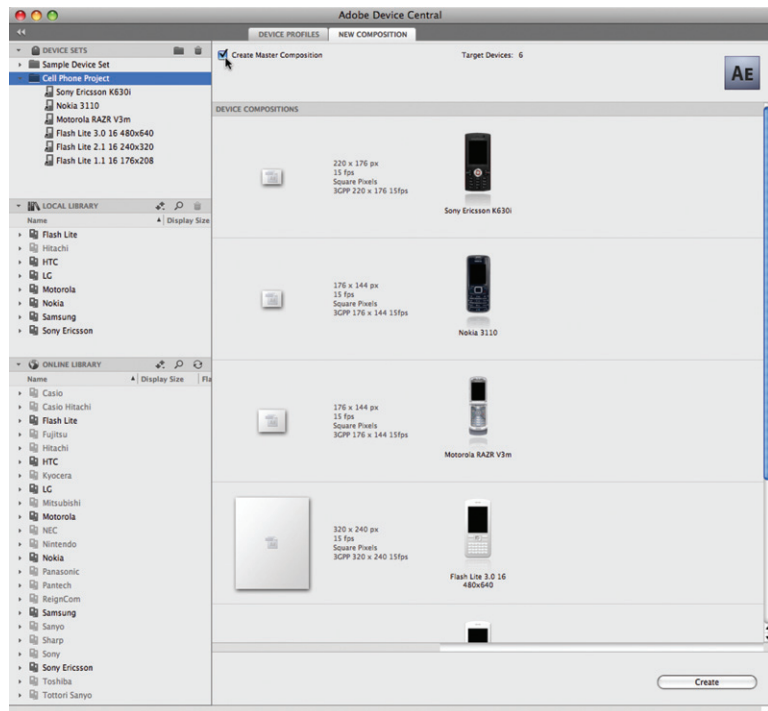 Adobe Device Central
DEVICE PROFILES
NEW COMPOSITION
DEVICE SETS
Sample Device Set
Cell Phone Project
Sony Ericsson K630i
Nokia 3110
Motorola RAZR V3m
Flash Lite 3.0 16 480x640
Flash Lite 2.1 16 240x320
Flash Lite 1.1 16 176x208
LOCAL LIBRARY
Name
Display Size
Flash Lite
Hitachi
HTC
LG
Motorola
Nokia
Samsung
Sony Ericsson
ONLINE LIBRARY
Name
Display Size
Fla
Casio
Casio Hitachi
Flash Lite
Fujitsu
Hitachi
HTC
Kyocera
LG
Mitsubishi
Motorola
NEC
Nintendo
Nokia
Panasonic
Pantech
ReignCom
Samsung
Sanyo
Sharp
Sony
Sony Ericsson
Toshiba
Tottori Sanyo
Create Master Composition
Target Devices: 6
AE
DEVICE COMPOSITIONS
220 x 176 px
15 fps
Square Pixels
3GPP 220 x 176 15fps
Sony Ericsson K630i
176 x 144 px
15 fps
Square Pixels
3GPP 176 x 144 15fps
Nokia 3110
176 x 144 px
15 fps
Square Pixels
3GPP 176 x 144 15fps
Motorola RAZR V3m
320 x 240 px
15 fps
Square Pixels
3GPP 320 x 240 15fps
Flash Lite 3.0 16
480x640
Create